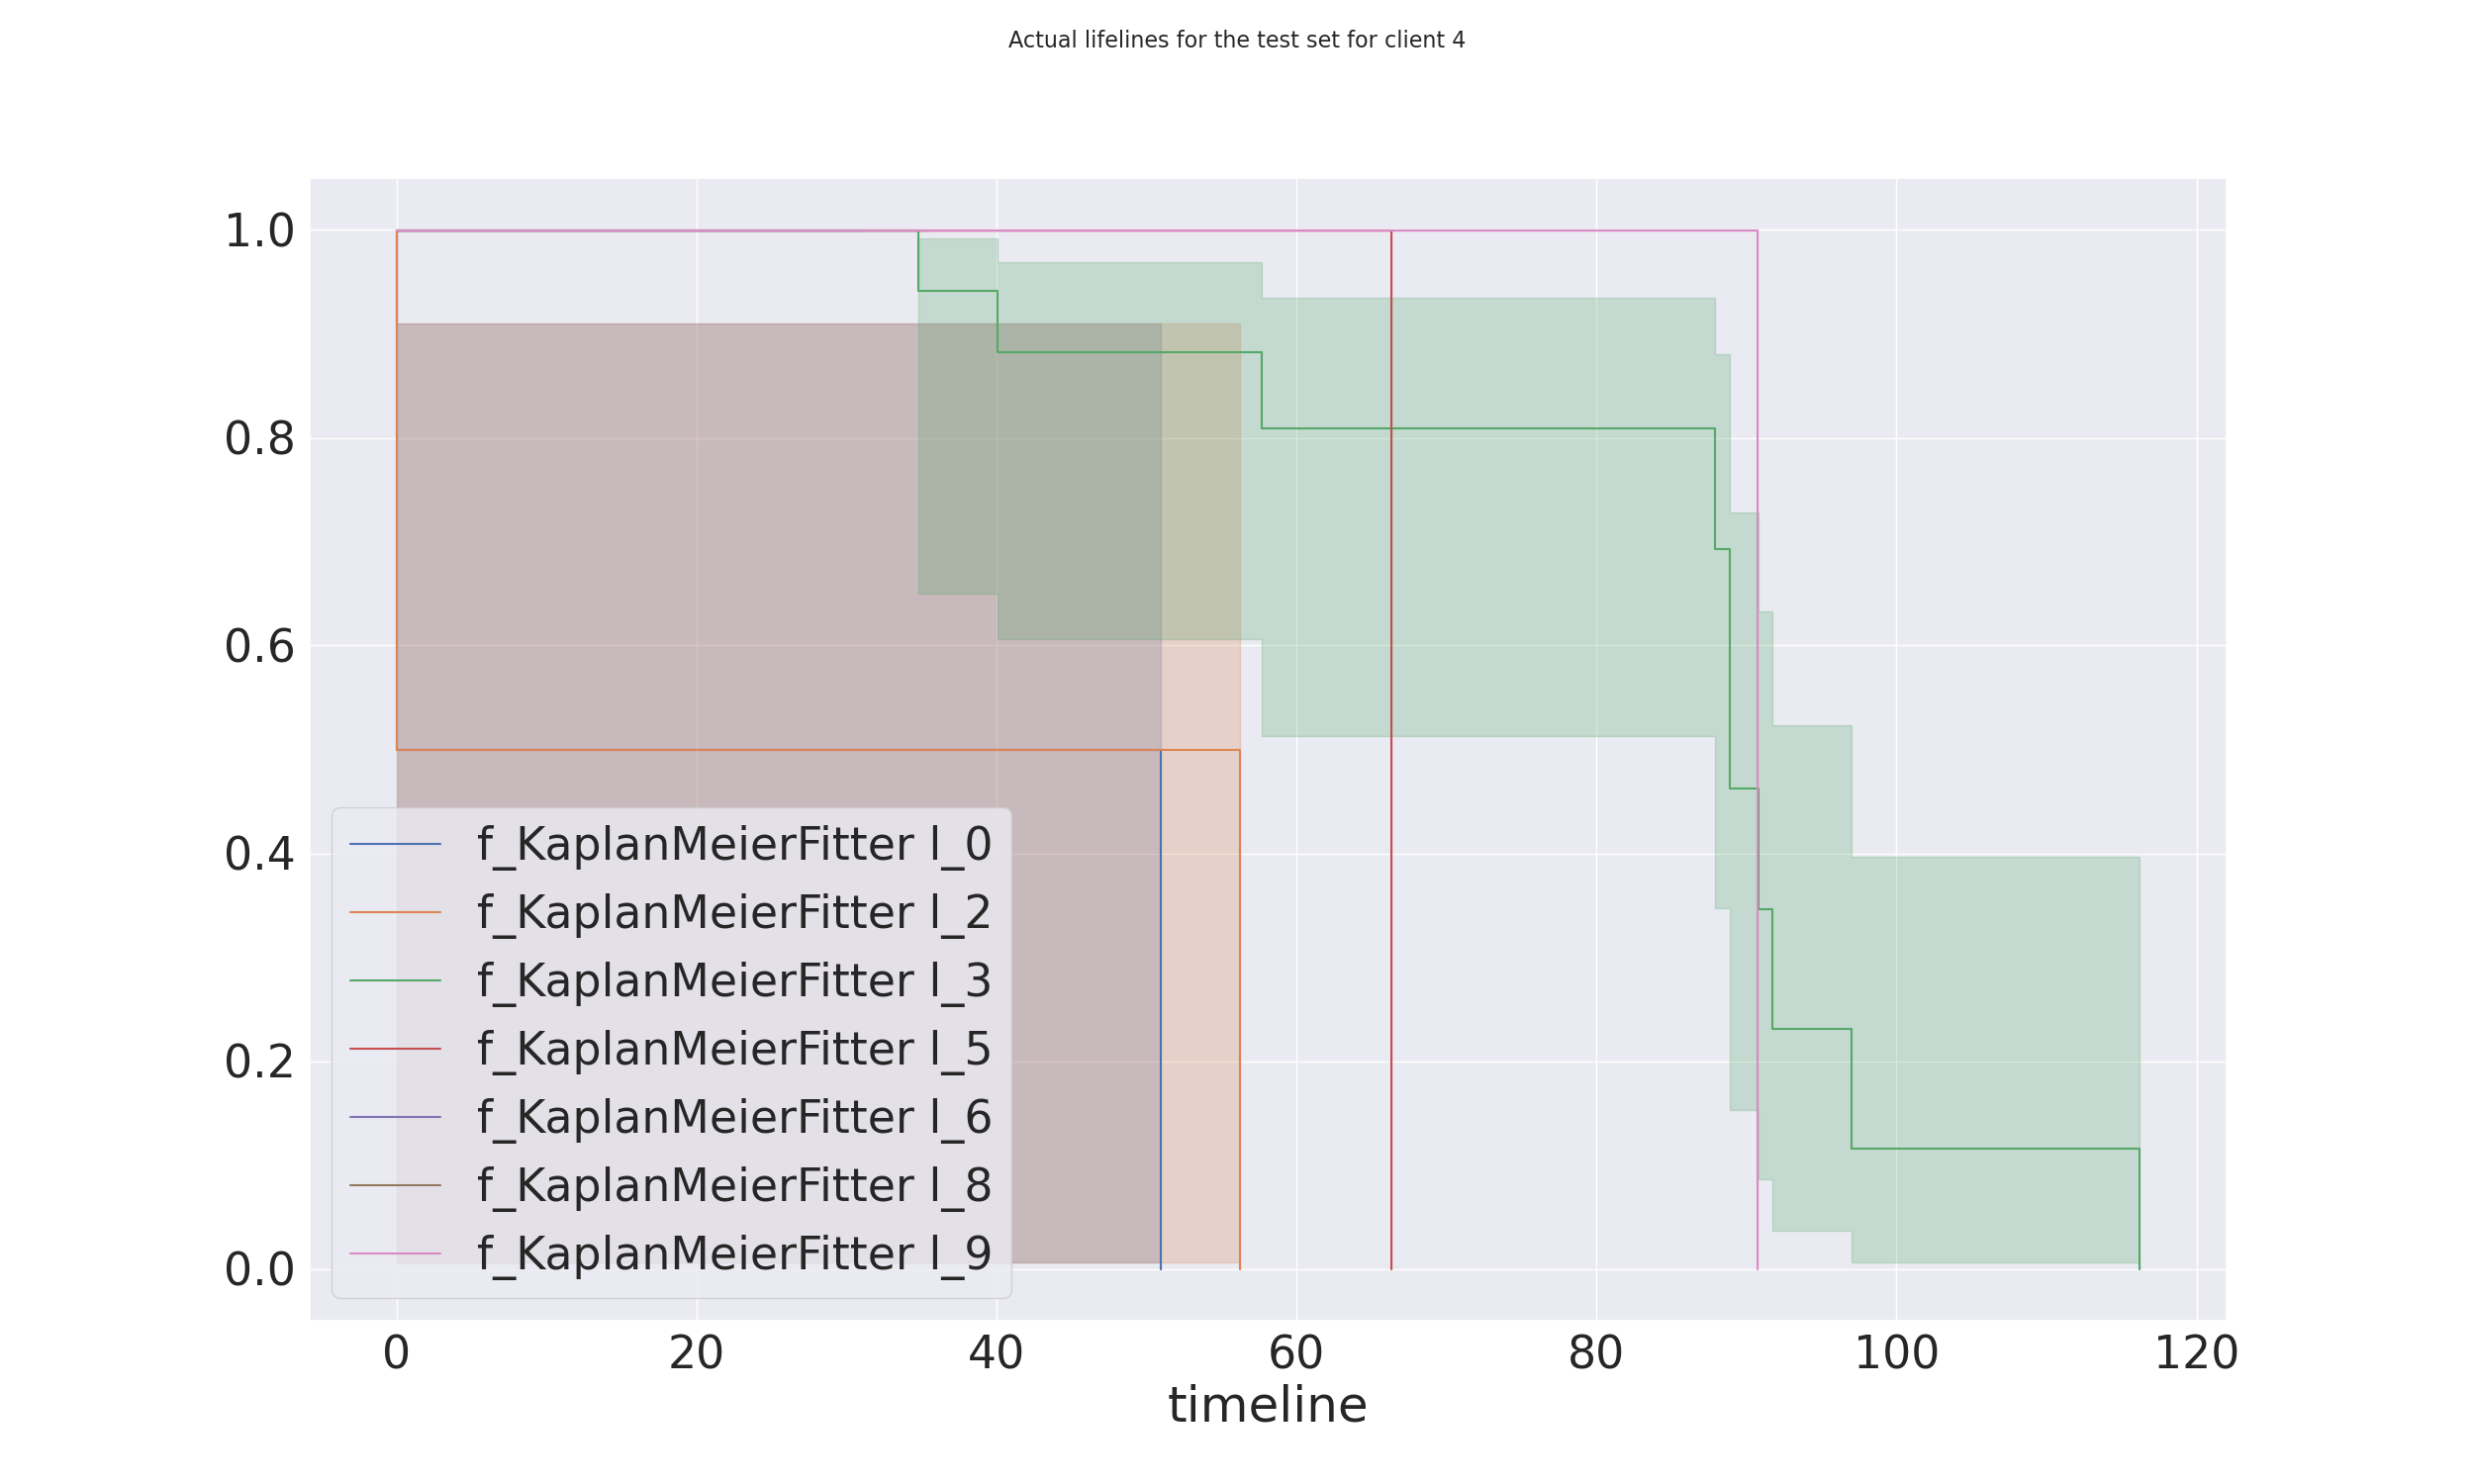 Actual lifelines for the test set for client 4
1.0
0.8
0.6
0.4
0.2
0.0
f_KaplanMeierFitter l_0
f_KaplanMeierFitter l_2
f_KaplanMeierFitter l_3
f_KaplanMeierFitter l_5
f_KaplanMeierFitter l_6
f_KaplanMeierFitter l_8
f_KaplanMeierFitter l_9
0 20 40 60 80 100 120
timeline